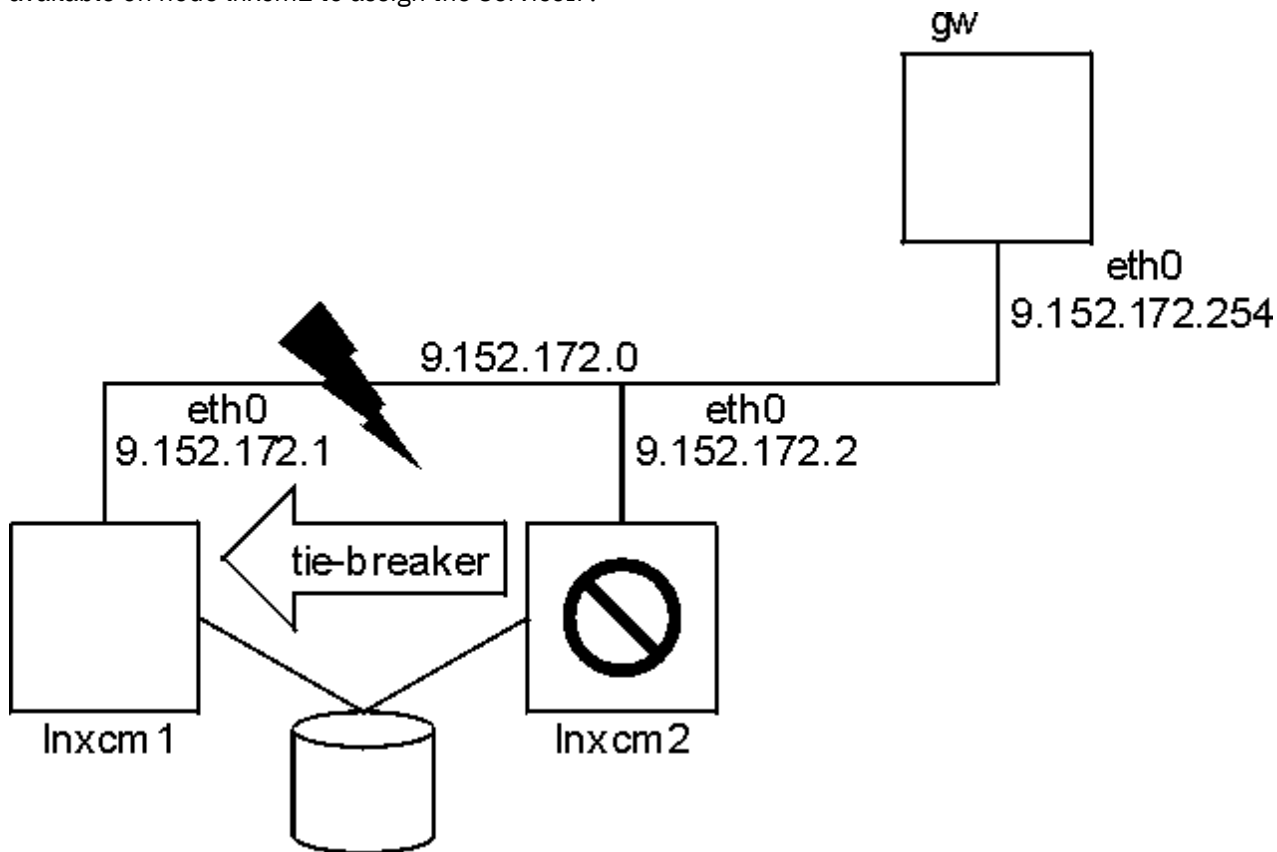 gw
eth0
9.152.172.254
9.152.172.0
eth0
9.152.172.1
eth0
9.152.172.2
tie-breaker
lnxcm1
lnxcm2